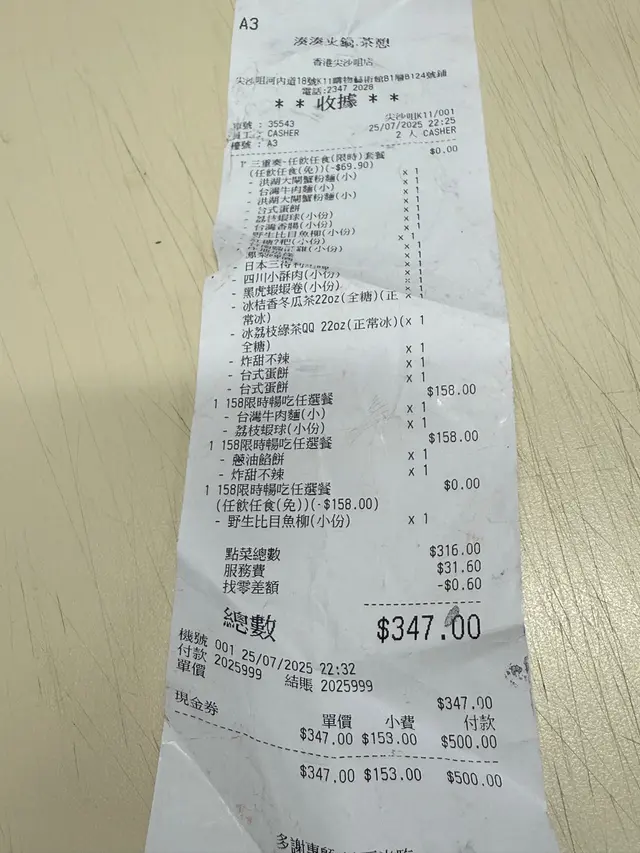 A3
湊湊火鍋.茶憩
香港尖沙咀店
尖沙咀河内道18號K11購物藝術館B1層B124號鋪
電話:2347 2028
* * 收據 * *
單號 : 35543 尖沙咀K11/001
員工 : CASHER 25/07/2025 22:25
檯號 : A3 2 人 CASHER
1 三重奏-任飲任食(限時)套餐 $0.00
(任飲任食(免))(-$69.90)
- 洪湖大閘蟹粉麵(小) x 1
- 台灣牛肉麵(小) x 1
- 洪湖大閘蟹粉麵(小) x 1
- 台式蛋餅 x 1
- 荔枝蝦球(小份) x 1
- 台灣香腸(小份) x 1
- 野生比目魚柳(小份) x 1
(小份) x 1
(小份) x 1
- 日本三 x 1
- 四川小酥肉(小份) x 1
- 黑虎蝦蝦卷(小份) x 1
- 冰桔香冬瓜茶22oz(全糖)(正 x 1
常冰)
- 冰荔枝綠茶QQ 22oz(正常冰)( x 1
全糖)
- 炸甜不辣 x 1
- 台式蛋餅 x 1
- 台式蛋餅 x 1
1 158限時暢吃任選餐 $158.00
- 台灣牛肉麵(小) x 1
- 荔枝蝦球(小份) x 1
1 158限時暢吃任選餐 $158.00
- 蔥油餡餅 x 1
- 炸甜不辣 x 1
1 158限時暢吃任選餐 $0.00
(任飲任食(免))(-$158.00)
- 野生比目魚柳(小份) x 1
點菜總數 $316.00
服務費 $31.60
找零差額 -$0.60
總數 $347.00
機號 001 25/07/2025 22:32
付款 2025999 結賬 2025999
單價 $347.00
現金券 單價 小費 付款
$347.00 $153.00 $500.00
$347.00 $153.00 $500.00
多謝惠